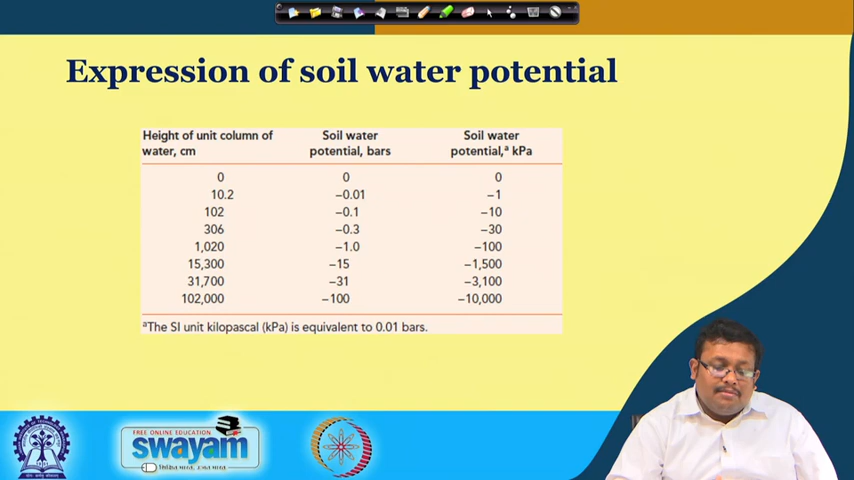 Expression of soil water potential
Height of unit column of water, cm	Soil water potential, bars	Soil water potential,ᵃ kPa
0	0	0
10.2	−0.01	−1
102	−0.1	−10
306	−0.3	−30
1,020	−1.0	−100
15,300	−15	−1,500
31,700	−31	−3,100
102,000	−100	−10,000
ᵃThe SI unit kilopascal (kPa) is equivalent to 0.01 bars.
FREE ONLINE EDUCATION
swayam